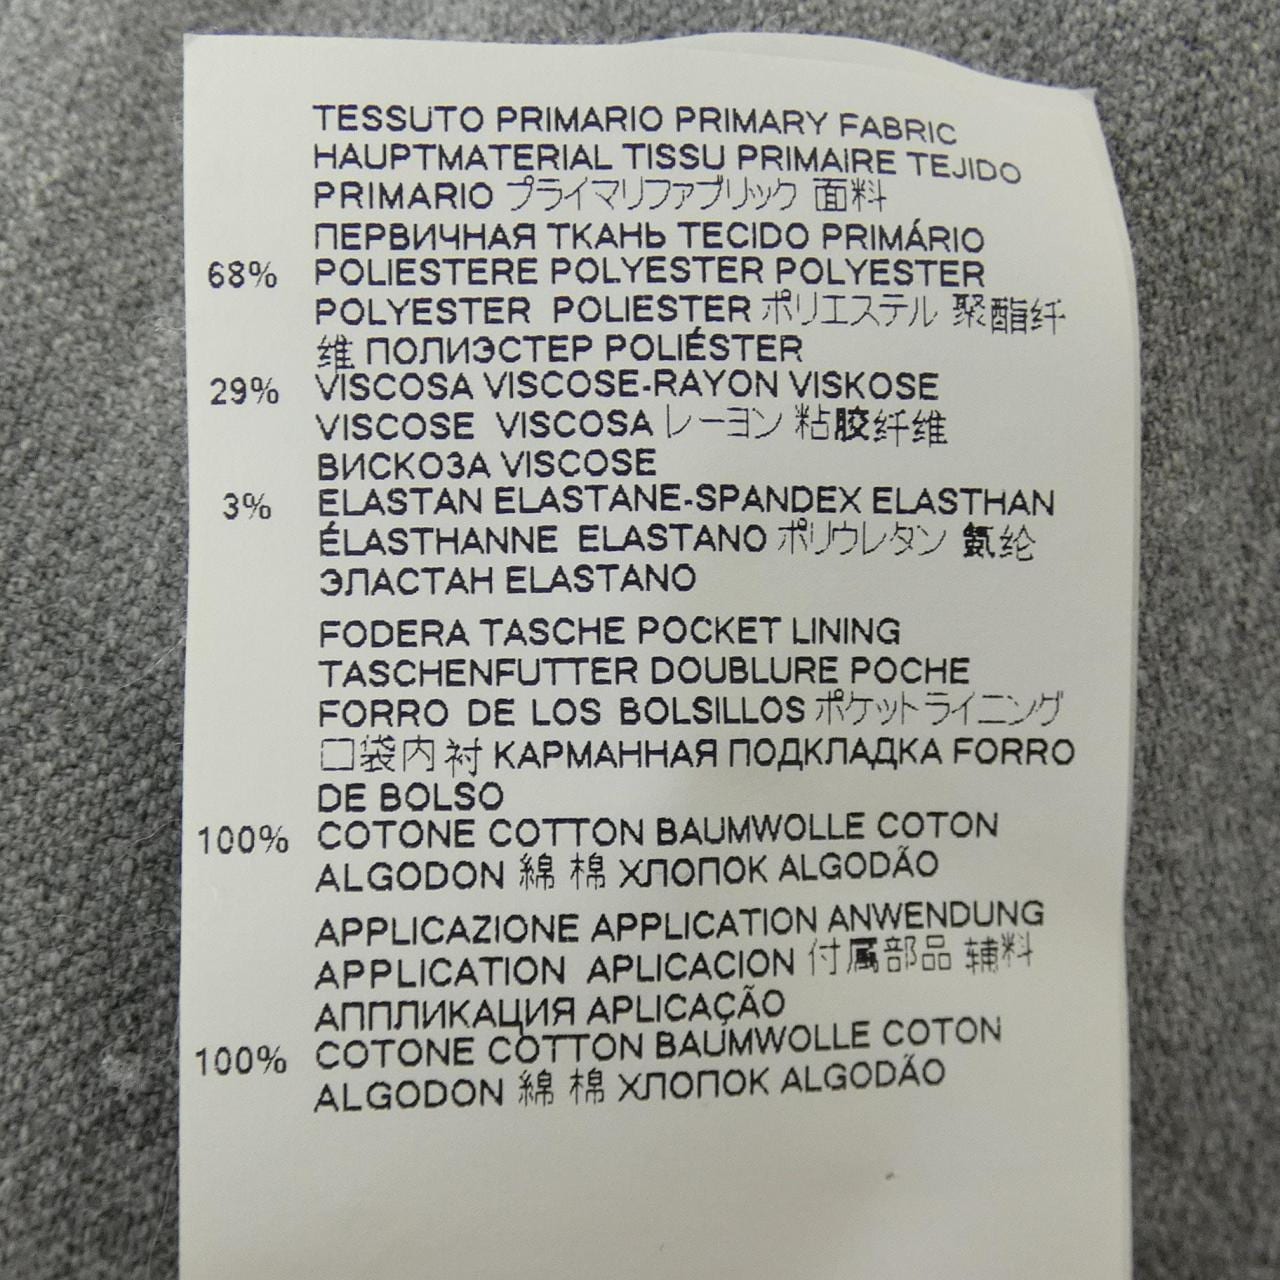 TESSUTO PRIMARIO PRIMARY FABRIC
HAUPTMATERIAL TISSU PRIMAIRE TEJIDO
PRIMARIO プライマリファブリック 面料
ПЕРВИЧНАЯ ТКАНЬ TECIDO PRIMÁRIO
68% POLIESTERE POLYESTER POLYESTER
POLYESTER POLIESTER ポリエステル 聚酯纤
维 ПОЛИЭСТЕР POLIÉSTER
29% VISCOSA VISCOSE-RAYON VISKOSE
VISCOSE VISCOSA レーヨン 粘胶纤维
ВИСКОЗА VISCOSE
3% ELASTAN ELASTANE-SPANDEX ELASTHAN
ÉLASTHANNE ELASTANO ポリウレタン 氨纶
ЭЛАСТАН ELASTANO
FODERA TASCHE POCKET LINING
TASCHENFUTTER DOUBLURE POCHE
FORRO DE LOS BOLSILLOS ポケットライニング
口袋内衬 КАРМАННАЯ ПОДКЛАДКА FORRO
DE BOLSO
100% COTONE COTTON BAUMWOLLE COTON
ALGODON 綿 棉 ХЛОПОК ALGODÃO
APPLICAZIONE APPLICATION ANWENDUNG
APPLICATION APLICACION 付属部品 辅料
АППЛИКАЦИЯ APLICAÇÃO
100% COTONE COTTON BAUMWOLLE COTON
ALGODON 綿 棉 ХЛОПОК ALGODÃO